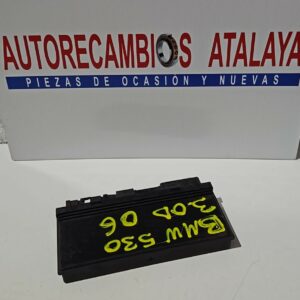 AUTORECAMBIOS ATALAYA
PIEZAS DE OCASIÓN Y NUEVAS
BMW 530
3.0D 06